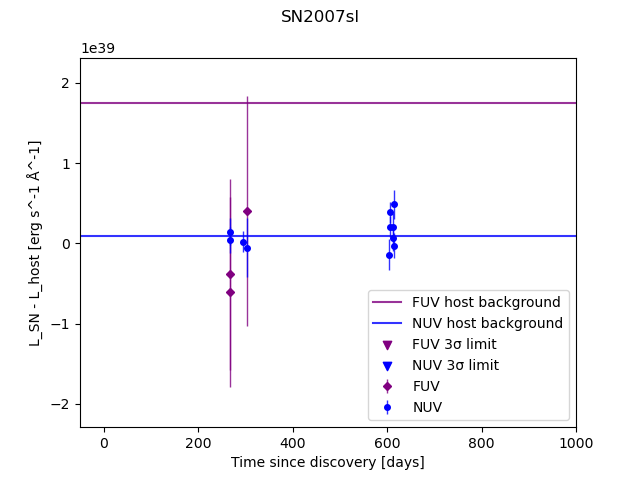 SN2007sl
1e39
L_SN - L_host [erg s^-1 Å^-1]
2
1
0
−1
−2
FUV host background
NUV host background
FUV 3σ limit
NUV 3σ limit
FUV
NUV
0 200 400 600 800 1000
Time since discovery [days]